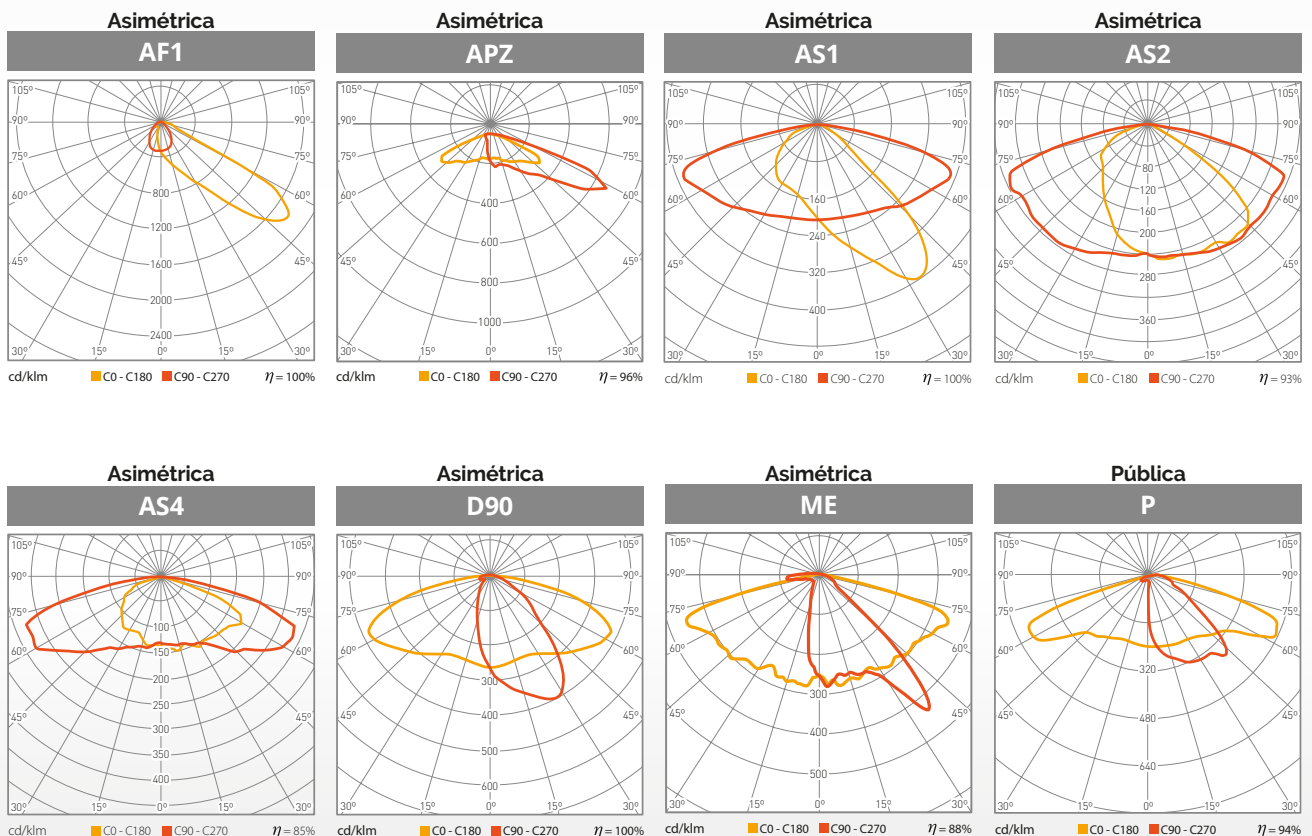 Asimétrica
AF1
105º 105º
90º 90º
75º 75º
60º 60º
45º 45º
30º 15º 0º 15º 30º
800
1200
1600
2000
2400
cd/klm C0 - C180 C90 - C270 η = 100%
Asimétrica
APZ
105º 105º
90º 90º
75º 75º
60º 60º
45º 45º
30º 15º 0º 15º 30º
400
600
800
1000
cd/klm C0 - C180 C90 - C270 η = 96%
Asimétrica
AS1
105º 105º
90º 90º
75º 75º
60º 60º
45º 45º
30º 15º 0º 15º 30º
160
240
320
400
cd/klm C0 - C180 C90 - C270 η = 100%
Asimétrica
AS2
105º 105º
90º 90º
75º 75º
60º 60º
45º 45º
30º 15º 0º 15º 30º
80
120
160
200
280
360
cd/klm C0 - C180 C90 - C270 η = 93%
Asimétrica
AS4
105º 105º
90º 90º
75º 75º
60º 60º
45º 45º
30º 15º 0º 15º 30º
100
150
200
250
300
350
400
cd/klm C0 - C180 C90 - C270 η = 85%
Asimétrica
D90
105º 105º
90º 90º
75º 75º
60º 60º
45º 45º
30º 15º 0º 15º 30º
300
400
500
600
cd/klm C0 - C180 C90 - C270 η = 100%
Asimétrica
ME
105º 105º
90º 90º
75º 75º
60º 60º
45º 45º
30º 15º 0º 15º 30º
300
400
500
cd/klm C0 - C180 C90 - C270 η = 88%
Pública
P
105º 105º
90º 90º
75º 75º
60º 60º
45º 45º
30º 15º 0º 15º 30º
320
480
640
cd/klm C0 - C180 C90 - C270 η = 94%